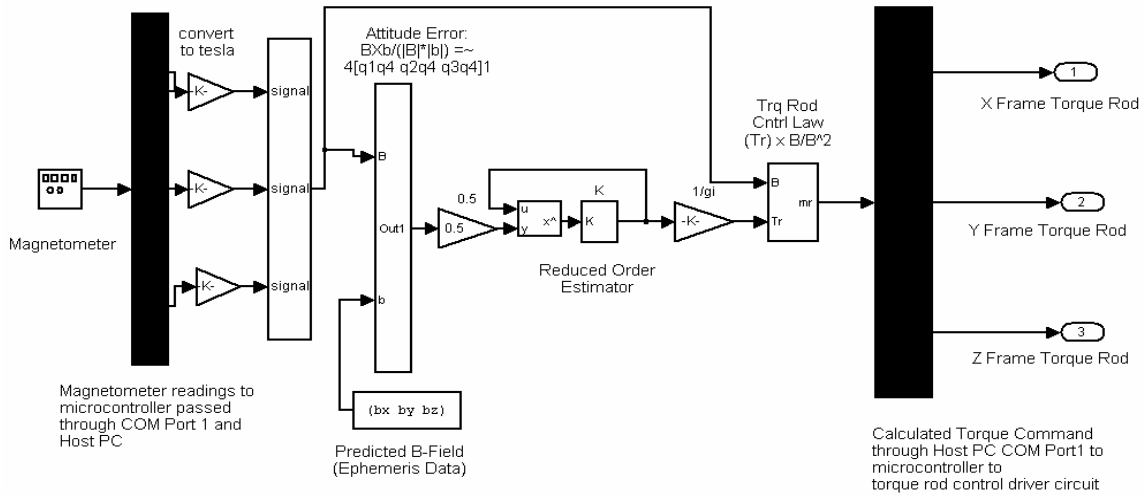 convert
to tesla
Attitude Error:
BXb/(|B|*|b|) =~
4[q1q4 q2q4 q3q4]1
-K-
signal
-K-
signal
-K-
signal
Magnetometer
Magnetometer readings to
microcontroller passed
through COM Port 1 and
Host PC
B
Out1
b
(bx by bz)
Predicted B-Field
(Ephemeris Data)
0.5
0.5
u
y
x^
K
K
Reduced Order
Estimator
1/gi
-K-
Trq Rod
Cntrl Law
(Tr) x B/B^2
B
Tr
mr
1
X Frame Torque Rod
2
Y Frame Torque Rod
3
Z Frame Torque Rod
Calculated Torque Command
through Host PC COM Port1 to
microcontroller to
torque rod control driver circuit